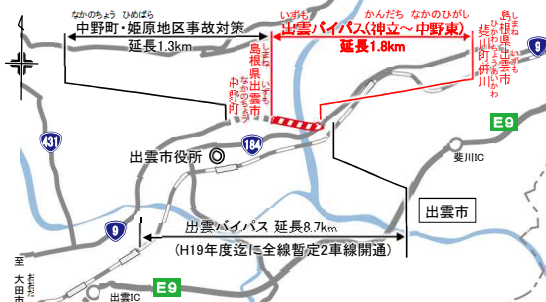 なかのちょう ひめばら
中野町・姫原地区事故対策
延長1.3km
いずも かんだち なかのひがし
出雲バイパス(神立～中野東)
延長1.8km
しまね いずも
島根県出雲市
なかのちょう
中野町
しまね いずも
島根県出雲市
ひかわちょうあいかわ
斐川町併川
9
431
184
出雲市役所
E9
斐川IC
出雲市
9
出雲バイパス 延長8.7km
(H19年度迄に全線暫定2車線開通)
至
大田市
E9
出雲IC